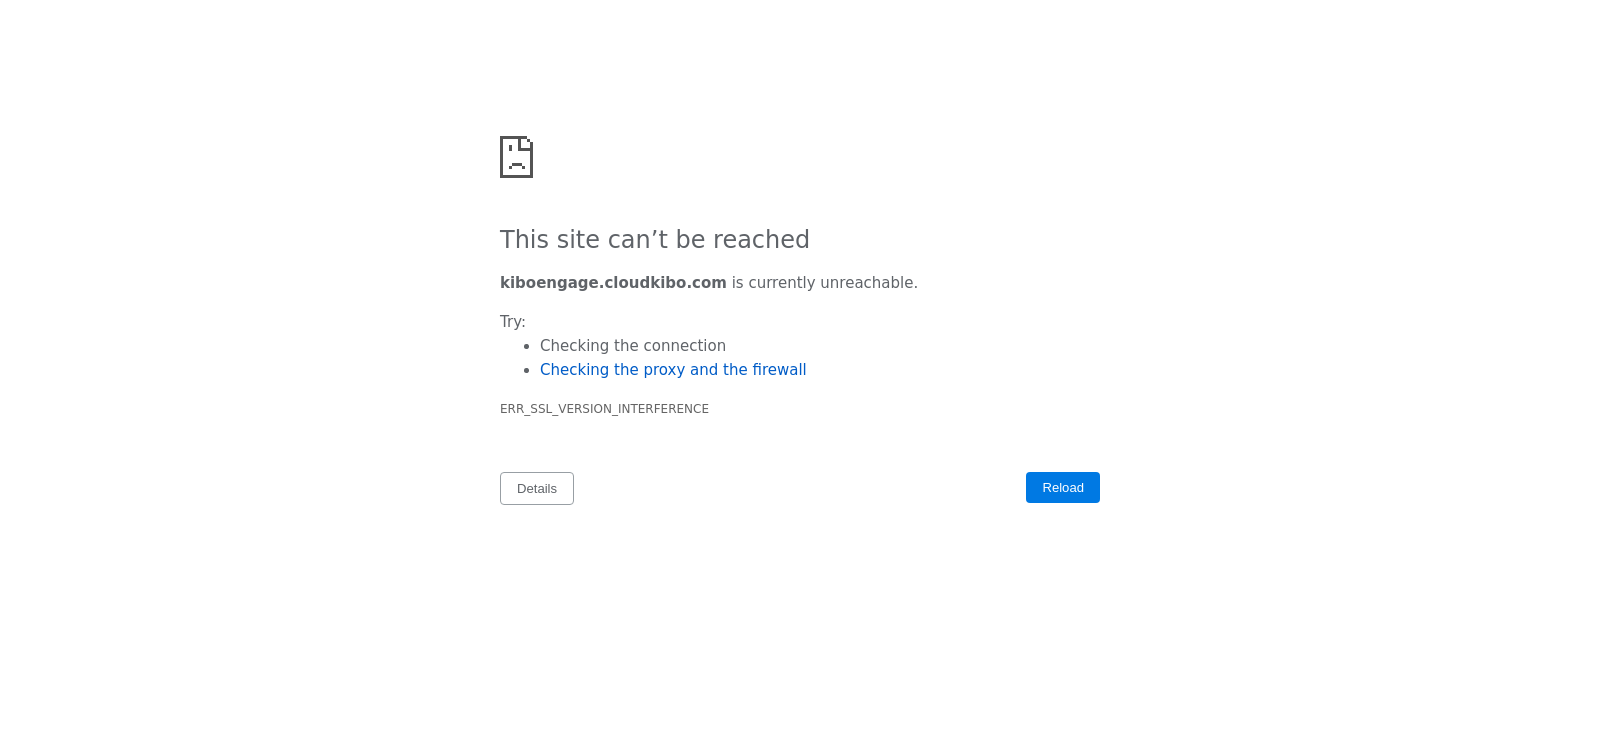 This site can’t be reached
kiboengage.cloudkibo.com is currently unreachable.
Try:
Checking the connection
Checking the proxy and the firewall
ERR_SSL_VERSION_INTERFERENCE
Details
Reload